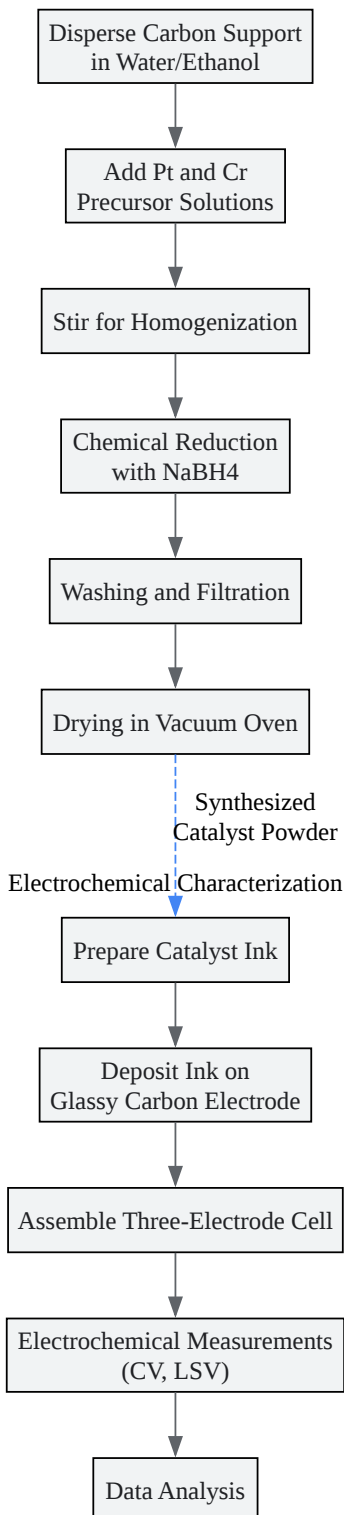 Disperse Carbon Support
in Water/Ethanol
Add Pt and Cr
Precursor Solutions
Stir for Homogenization
Chemical Reduction
with NaBH4
Washing and Filtration
Drying in Vacuum Oven
Synthesized
Catalyst Powder
Electrochemical Characterization
Prepare Catalyst Ink
Deposit Ink on
Glassy Carbon Electrode
Assemble Three-Electrode Cell
Electrochemical Measurements
(CV, LSV)
Data Analysis